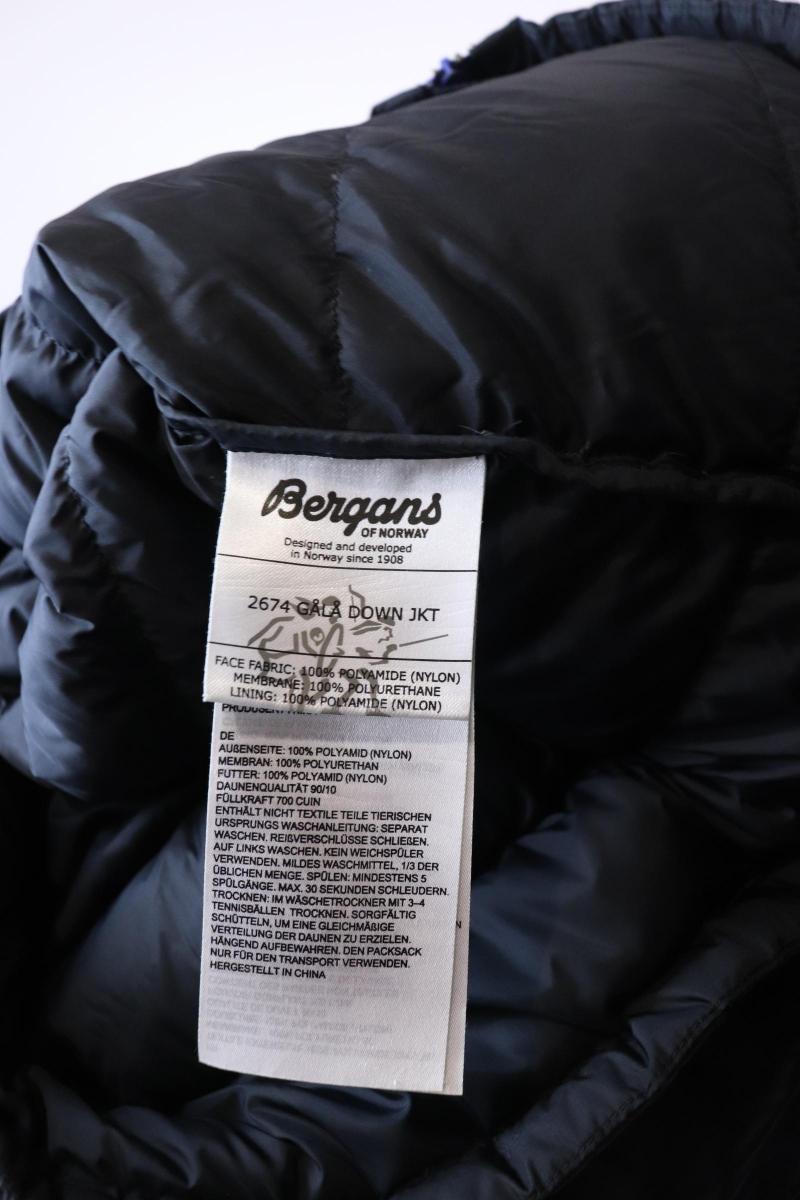 Bergans
OF NORWAY
Designed and developed
in Norway since 1908
2674 GÅLÅ DOWN JKT
FACE FABRIC: 100% POLYAMIDE (NYLON)
MEMBRANE: 100% POLYURETHANE
LINING: 100% POLYAMIDE (NYLON)
DE
AUßENSEITE: 100% POLYAMID (NYLON)
MEMBRAN: 100% POLYURETHAN
FUTTER: 100% POLYAMID (NYLON)
DAUNENQUALITÄT 90/10
FÜLLKRAFT 700 CUIN
ENTHÄLT NICHT TEXTILE TEILE TIERISCHEN
URSPRUNGS WASCHANLEITUNG: SEPARAT
WASCHEN. REIßVERSCHLÜSSE SCHLIEßEN.
AUF LINKS WASCHEN. KEIN WEICHSPÜLER
VERWENDEN. MILDES WASCHMITTEL, 1/3 DER
ÜBLICHEN MENGE. SPÜLEN: MINDESTENS 5
SPÜLGÄNGE. MAX. 30 SEKUNDEN SCHLEUDERN.
TROCKNEN: IM WÄSCHETROCKNER MIT 3–4
TENNISBÄLLEN TROCKNEN. SORGFÄLTIG
SCHÜTTELN, UM EINE GLEICHMÄßIGE
VERTEILUNG DER DAUNEN ZU ERZIELEN.
HÄNGEND AUFBEWAHREN. DEN PACKSACK
NUR FÜR DEN TRANSPORT VERWENDEN.
HERGESTELLT IN CHINA